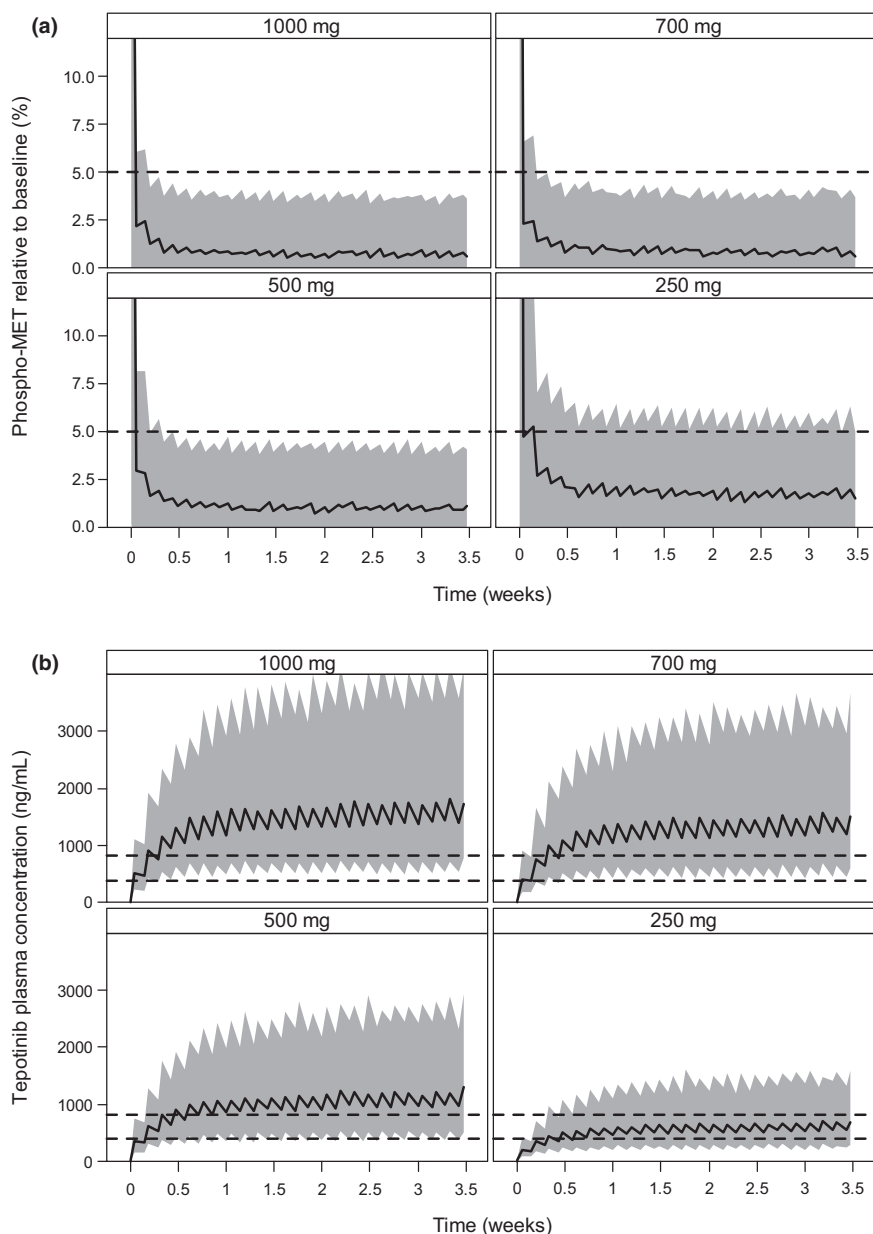 (a)
1000 mg
700 mg
Phospho-MET relative to baseline (%)
10.0
7.5
5.0
2.5
0.0
500 mg
250 mg
10.0
7.5
5.0
2.5
0.0
0 0.5 1 1.5 2 2.5 3 3.5
0 0.5 1 1.5 2 2.5 3 3.5
Time (weeks)
(b)
1000 mg
700 mg
Tepotinib plasma concentration (ng/mL)
3000
2000
1000
0
500 mg
250 mg
3000
2000
1000
0
0 0.5 1 1.5 2 2.5 3 3.5
0 0.5 1 1.5 2 2.5 3 3.5
Time (weeks)